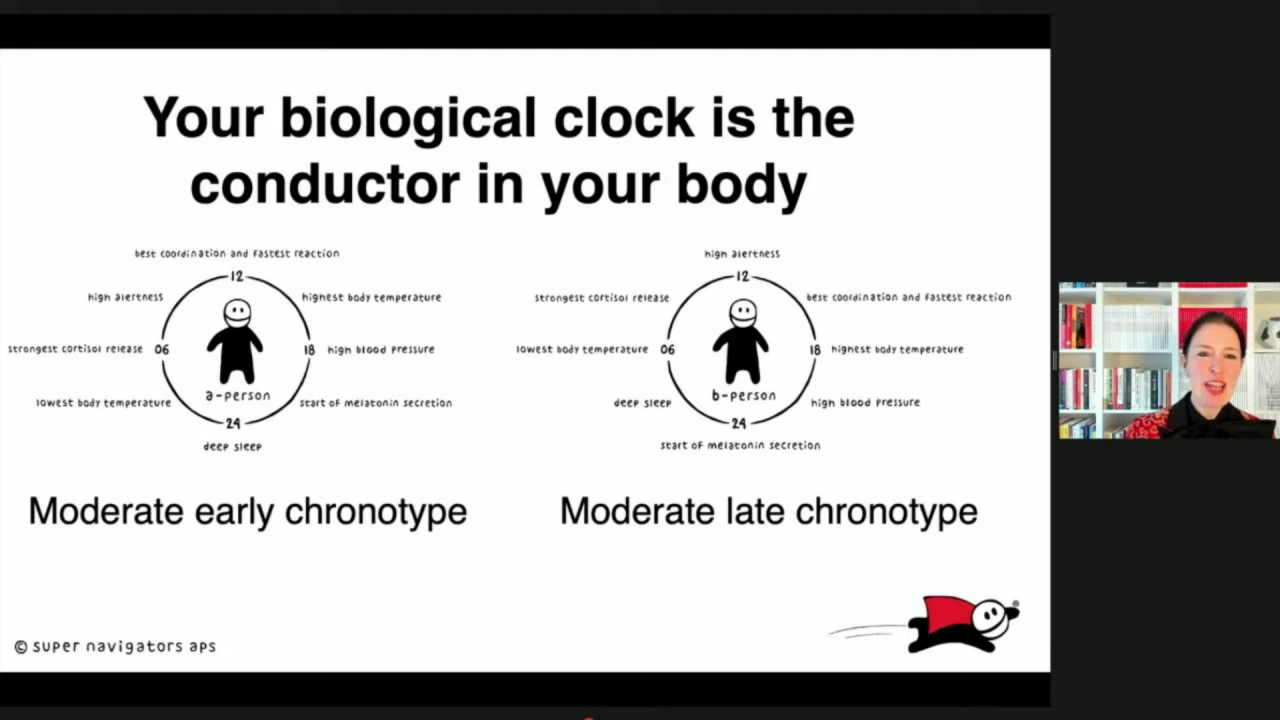 Your biological clock is the
conductor in your body
best coordination and fastest reaction
12
high alertness
highest body temperature
strongest cortisol release
06
18
high blood pressure
a-person
lowest body temperature
start of melatonin secretion
24
deep sleep
high alertness
12
strongest cortisol release
best coordination and fastest reaction
lowest body temperature
06
18
highest body temperature
b-person
deep sleep
high blood pressure
24
start of melatonin secretion
Moderate early chronotype
Moderate late chronotype
®
© super navigators aps